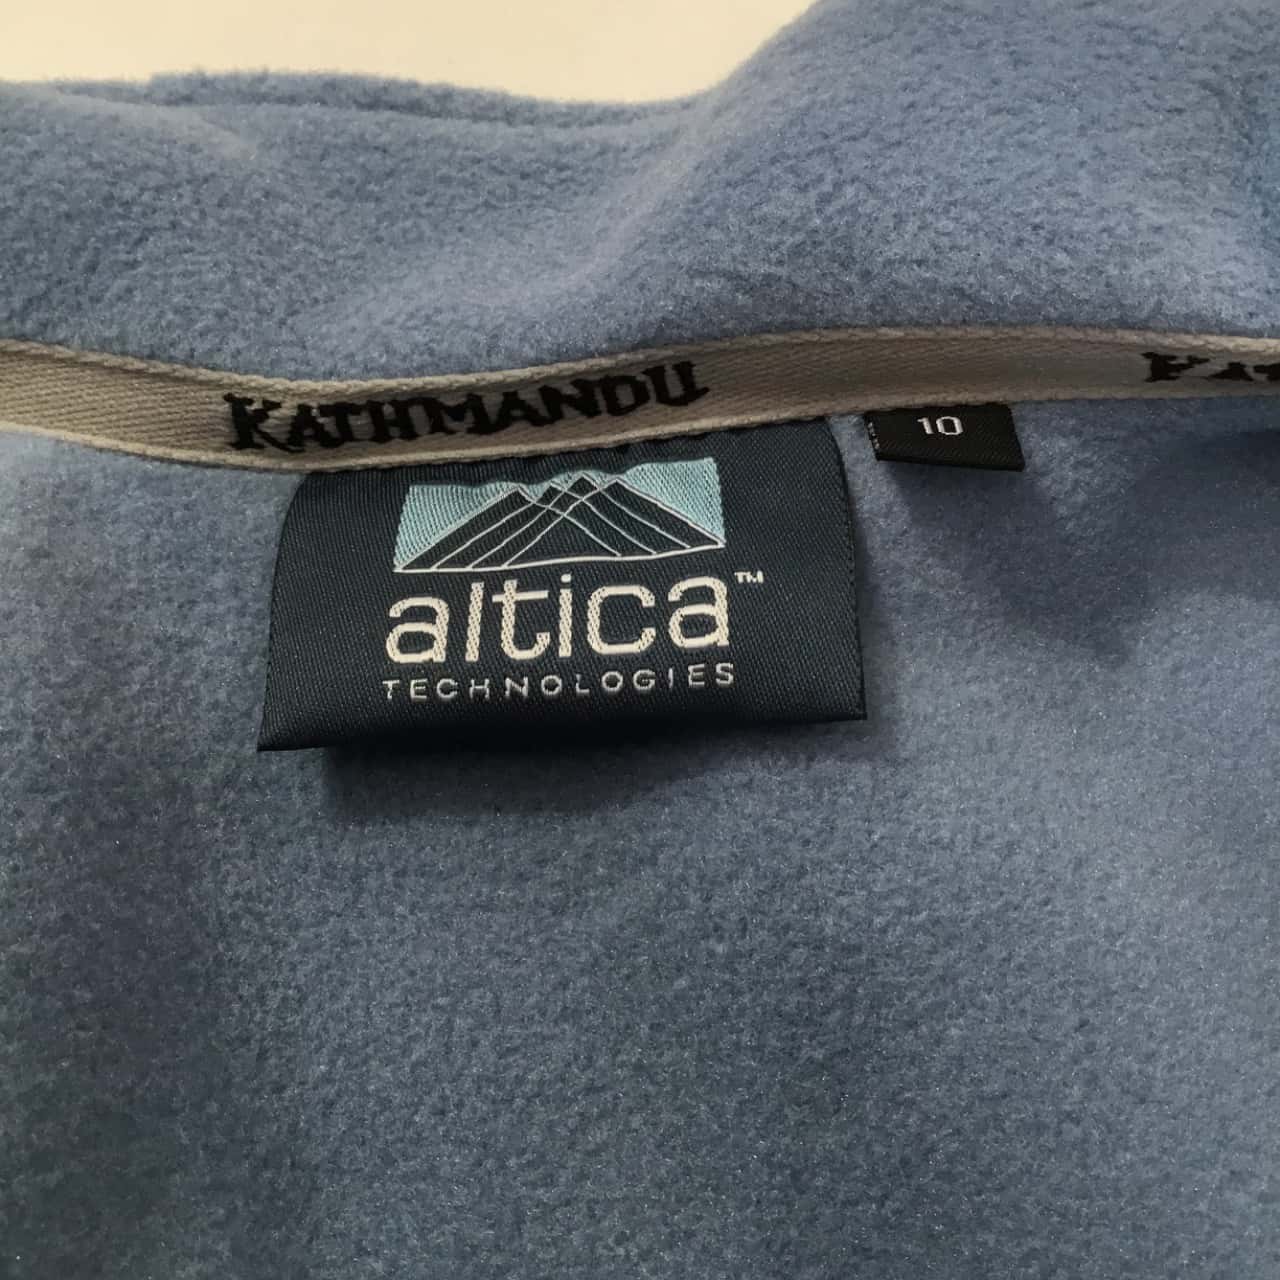 KATHMANDU
10
altica™
TECHNOLOGIES